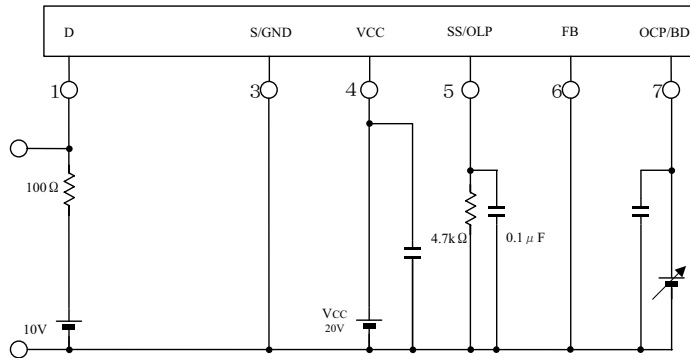 D S/GND VCC SS/OLP FB OCP/BD
1 3 4 5 6 7
100Ω
4.7kΩ 0.1μF
10V
VCC
20V